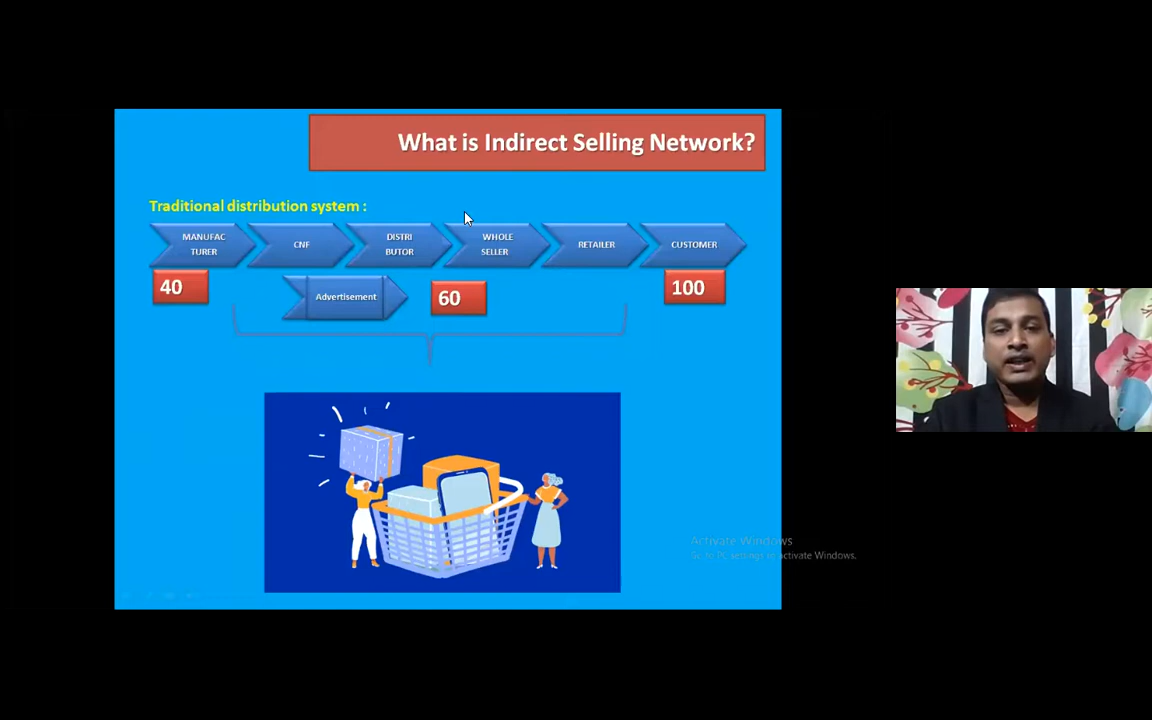 What is Indirect Selling Network?
Traditional distribution system :
MANUFAC
TURER
CNF
DISTRI
BUTOR
WHOLE
SELLER
RETAILER
CUSTOMER
40
Advertisement
60
100
Activate Windows
Go to PC settings to activate Windows.